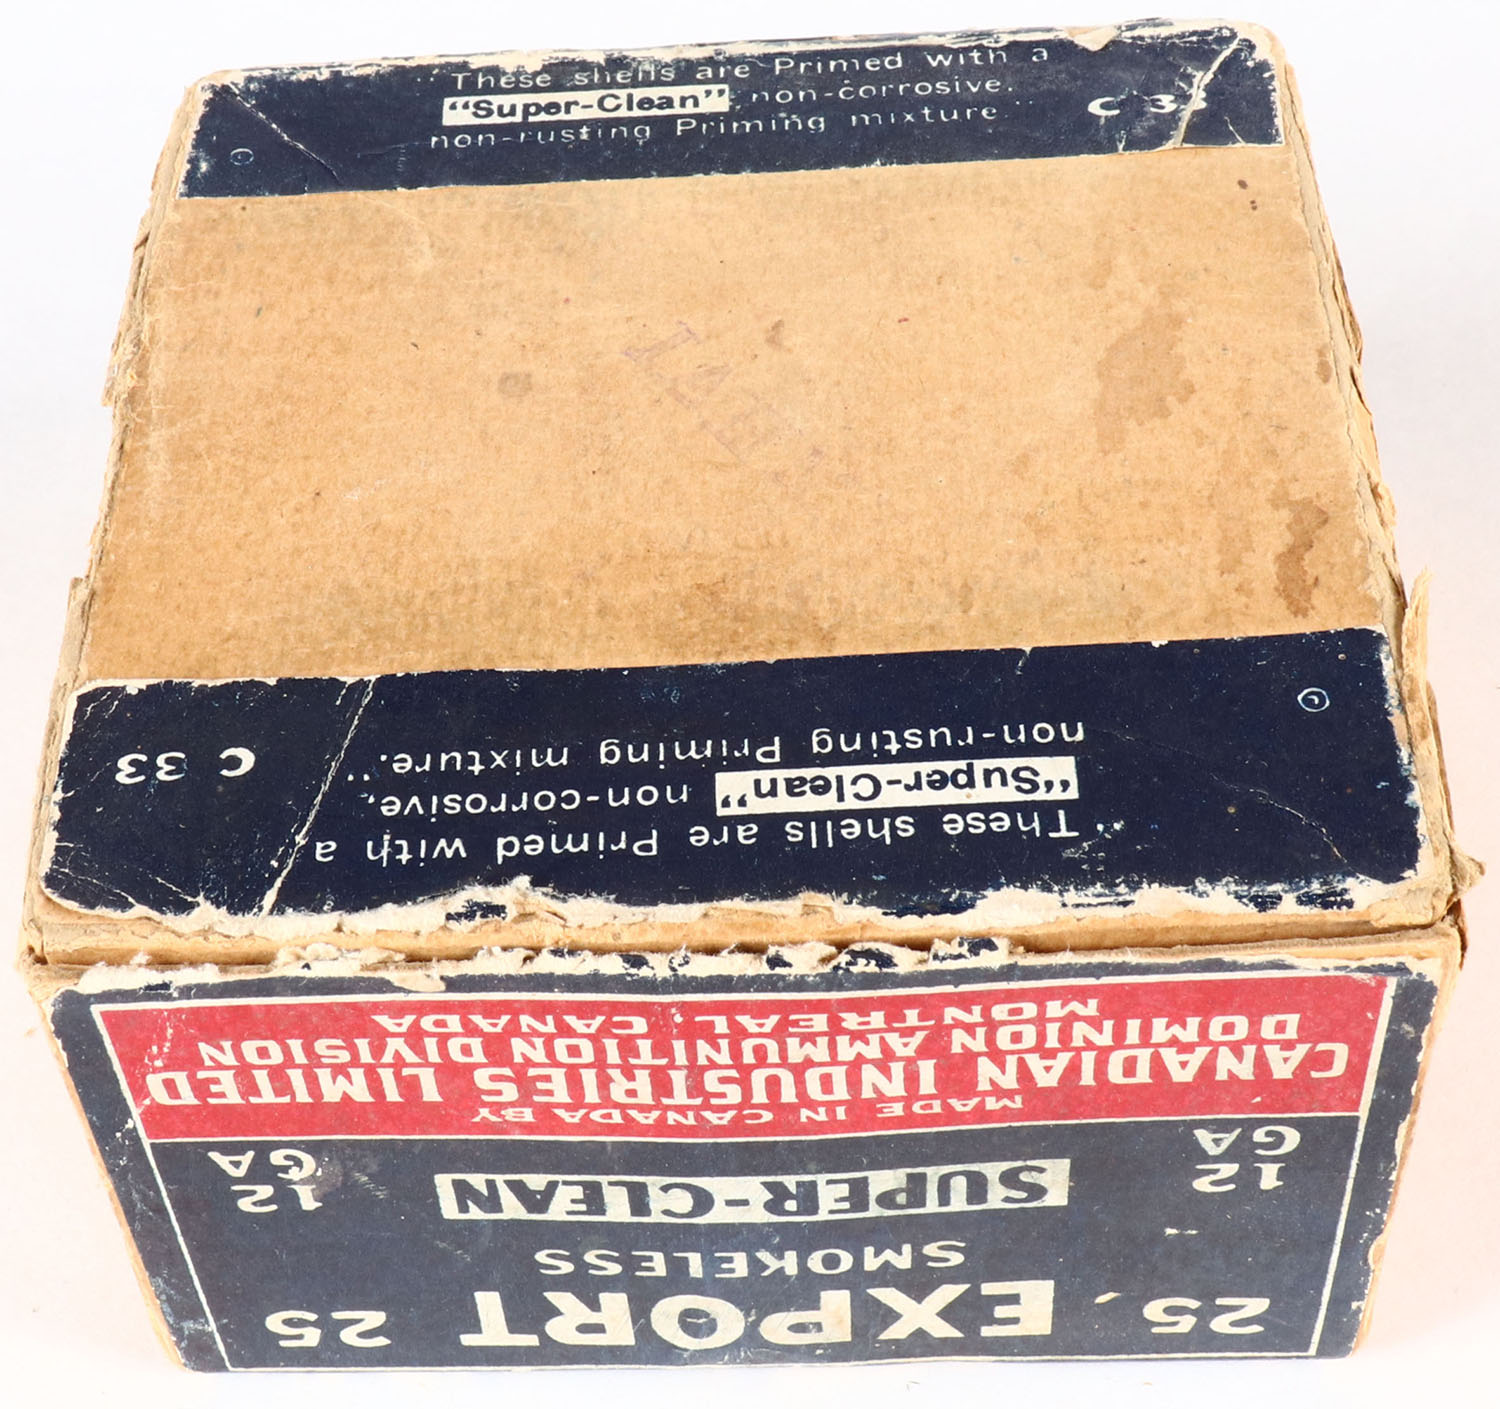 "These shells are Primed with a
"Super-Clean", non-corrosive,
non-rusting Priming mixture."
C 33
©
©
"These shells are Primed with a
"Super-Clean" non-corrosive,
non-rusting Priming mixture."
C 33
25 EXPORT 25
SMOKELESS
12 GA SUPER-CLEAN 12 GA
MADE IN CANADA BY
CANADIAN INDUSTRIES LIMITED
DOMINION AMMUNITION DIVISION
MONTREAL CANADA